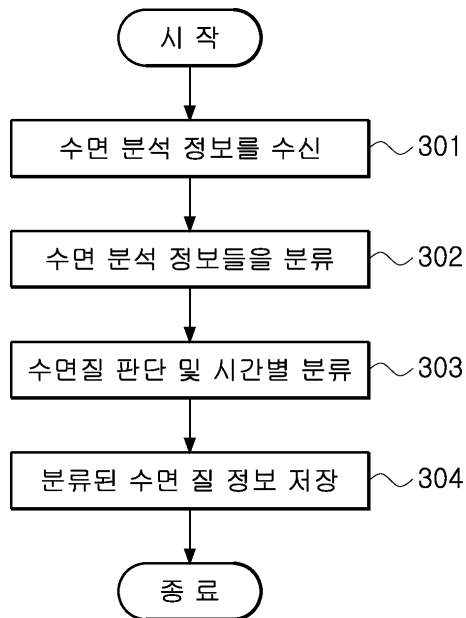 시 작
수면 분석 정보를 수신 301
수면 분석 정보들을 분류 302
수면질 판단 및 시간별 분류 303
분류된 수면 질 정보 저장 304
종 료